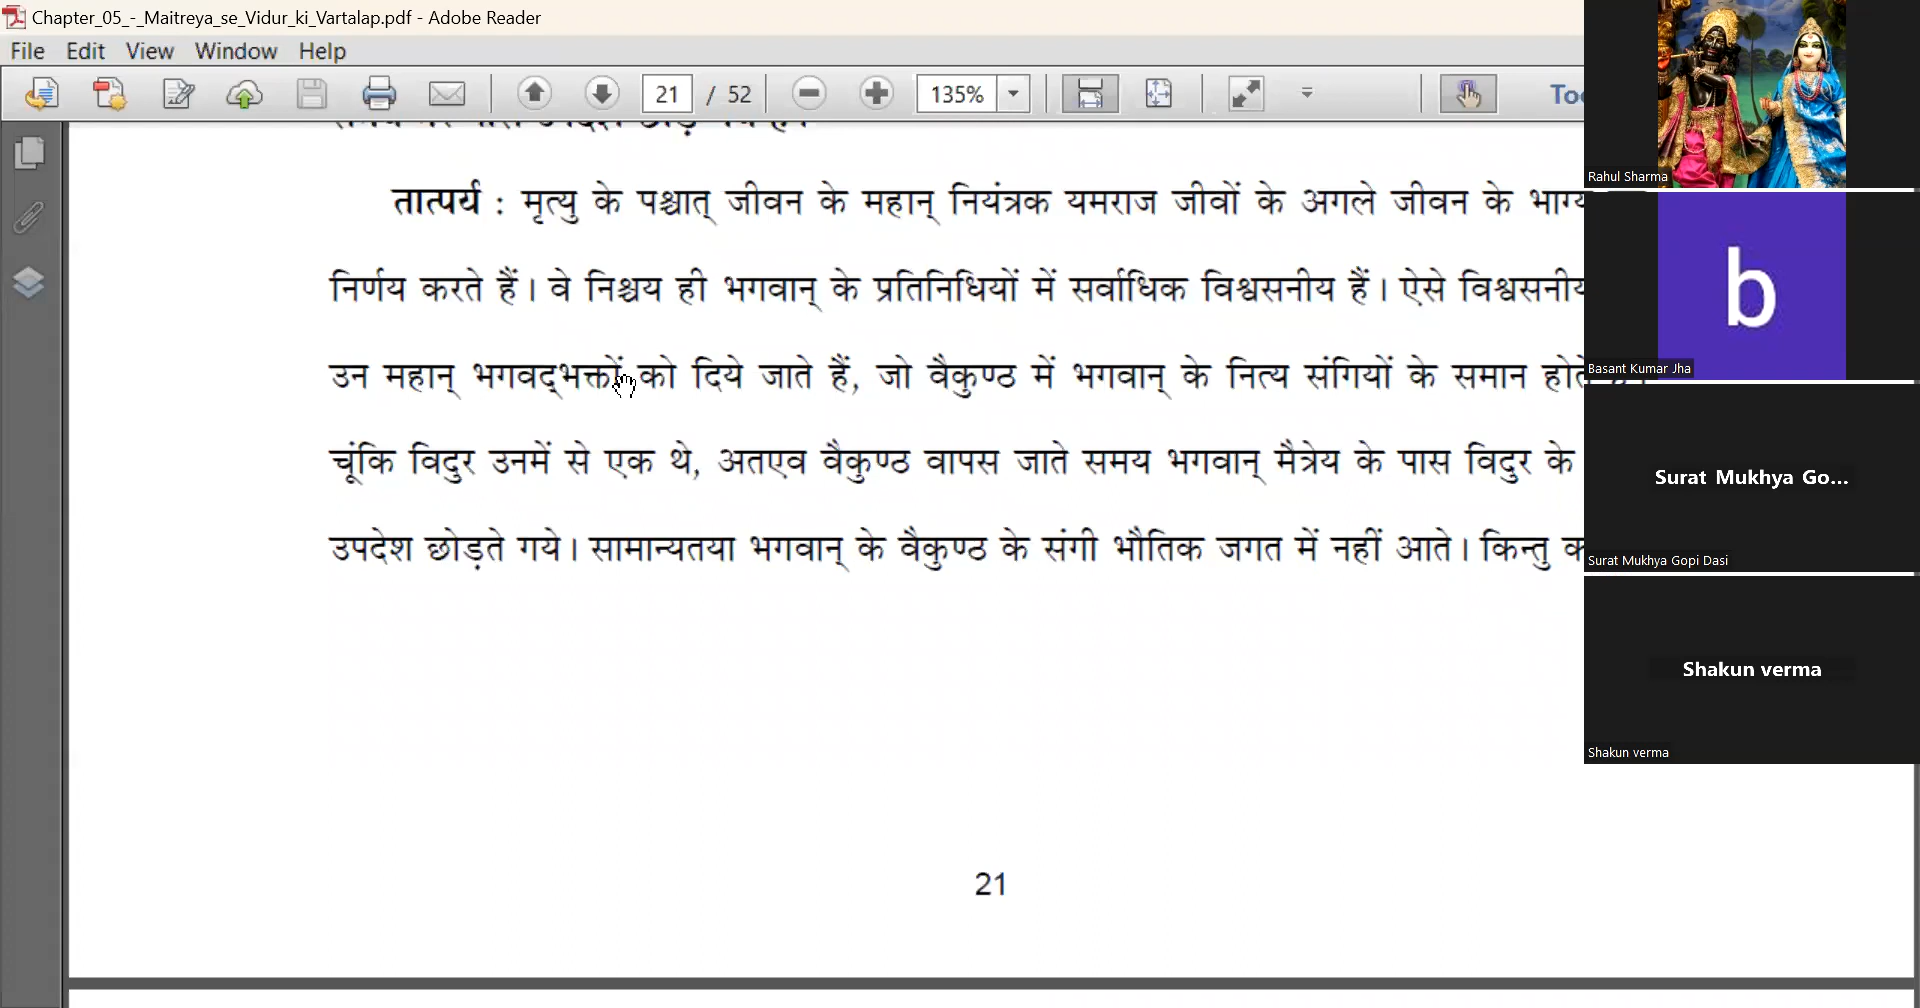 Chapter_05_-_Maitreya_se_Vidur_ki_Vartalap.pdf - Adobe Reader
File Edit View Window Help
21 / 52 135%
तात्पर्य : मृत्यु के पश्चात् जीवन के महान् नियंत्रक यमराज जीवों के अगले जीवन के भाग्य
निर्णय करते हैं। वे निश्चय ही भगवान् के प्रतिनिधियों में सर्वाधिक विश्वसनीय हैं। ऐसे विश्वसनीय
उन महान् भगवद्भक्तों को दिये जाते हैं, जो वैकुण्ठ में भगवान् के नित्य संगियों के समान होते
चूंकि विदुर उनमें से एक थे, अतएव वैकुण्ठ वापस जाते समय भगवान् मैत्रेय के पास विदुर के
उपदेश छोड़ते गये। सामान्यतया भगवान् के वैकुण्ठ के संगी भौतिक जगत में नहीं आते। किन्तु
21
Rahul Sharma
b
Basant Kumar Jha
Surat Mukhya Go...
Surat Mukhya Gopi Dasi
Shakun verma
Shakun verma